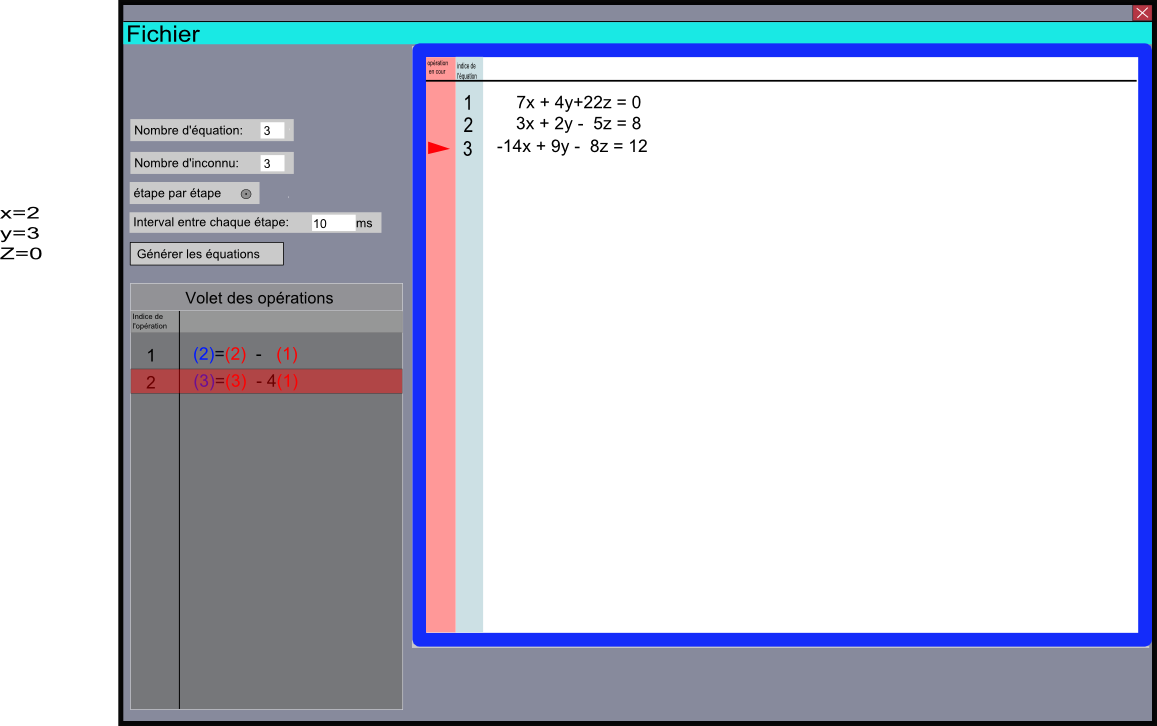 Fichier
opération
en cour
indice de
l'équation
1 7x + 4y+22z = 0
2 3x + 2y - 5z = 8
3 -14x + 9y - 8z = 12
Nombre d'équation: 3
Nombre d'inconnu: 3
étape par étape
Interval entre chaque étape: 10 ms
Générer les équations
x=2
y=3
Z=0
Volet des opérations
Indice de
l'opération
1 (2)=(2) - (1)
2 (3)=(3) - 4(1)